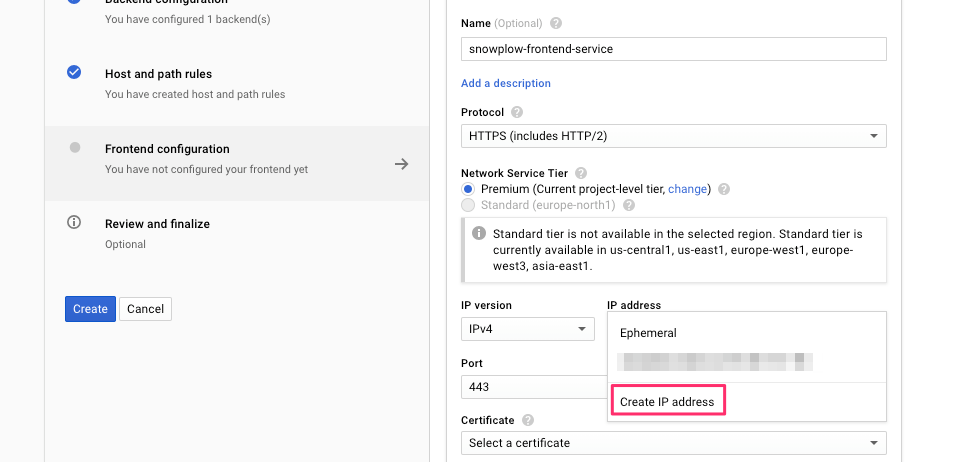 Backend configuration
You have configured 1 backend(s)
Host and path rules
You have created host and path rules
Frontend configuration
You have not configured your frontend yet
Review and finalize
Optional
Create
Cancel
Name (Optional)
snowplow-frontend-service
Add a description
Protocol
HTTPS (includes HTTP/2)
Network Service Tier
Premium (Current project-level tier, change)
Standard (europe-north1)
Standard tier is not available in the selected region. Standard tier is
currently available in us-central1, us-east1, europe-west1, europe-
west3, asia-east1.
IP version
IP address
IPv4
Ephemeral
Port
443
Create IP address
Certificate
Select a certificate